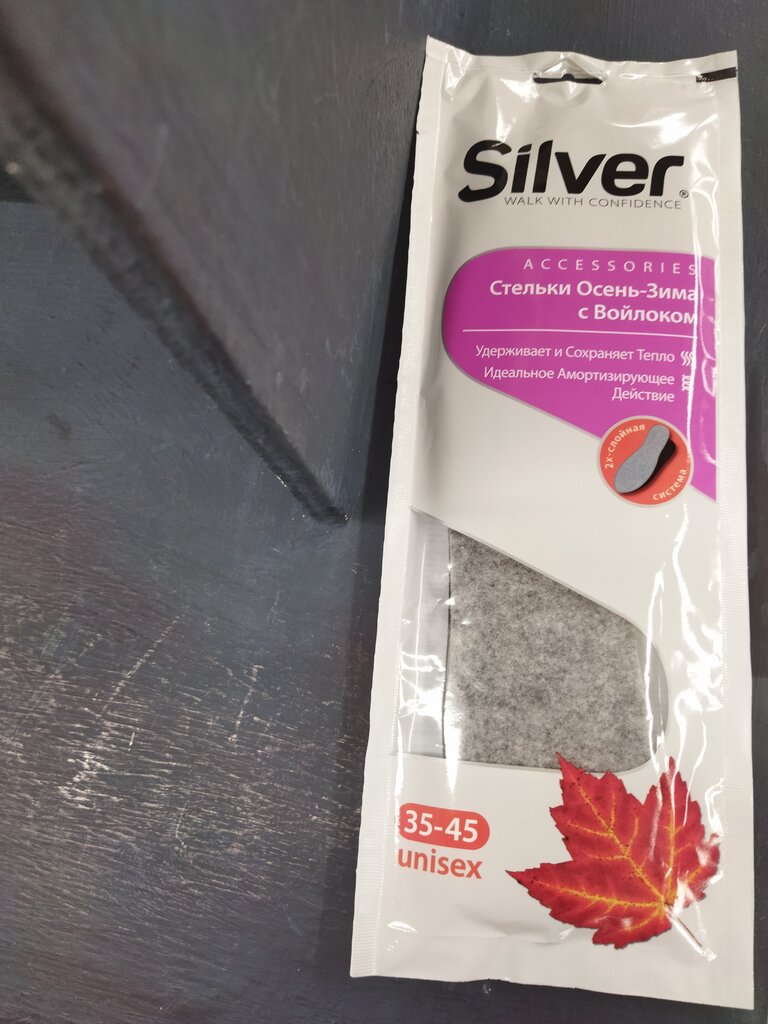 Silver®
WALK WITH CONFIDENCE
ACCESSORIES
Стельки Осень-Зима
с Войлоком
Удерживает и Сохраняет Тепло
Идеальное Амортизирующее
Действие
2х-слойная
система
35-45
unisex